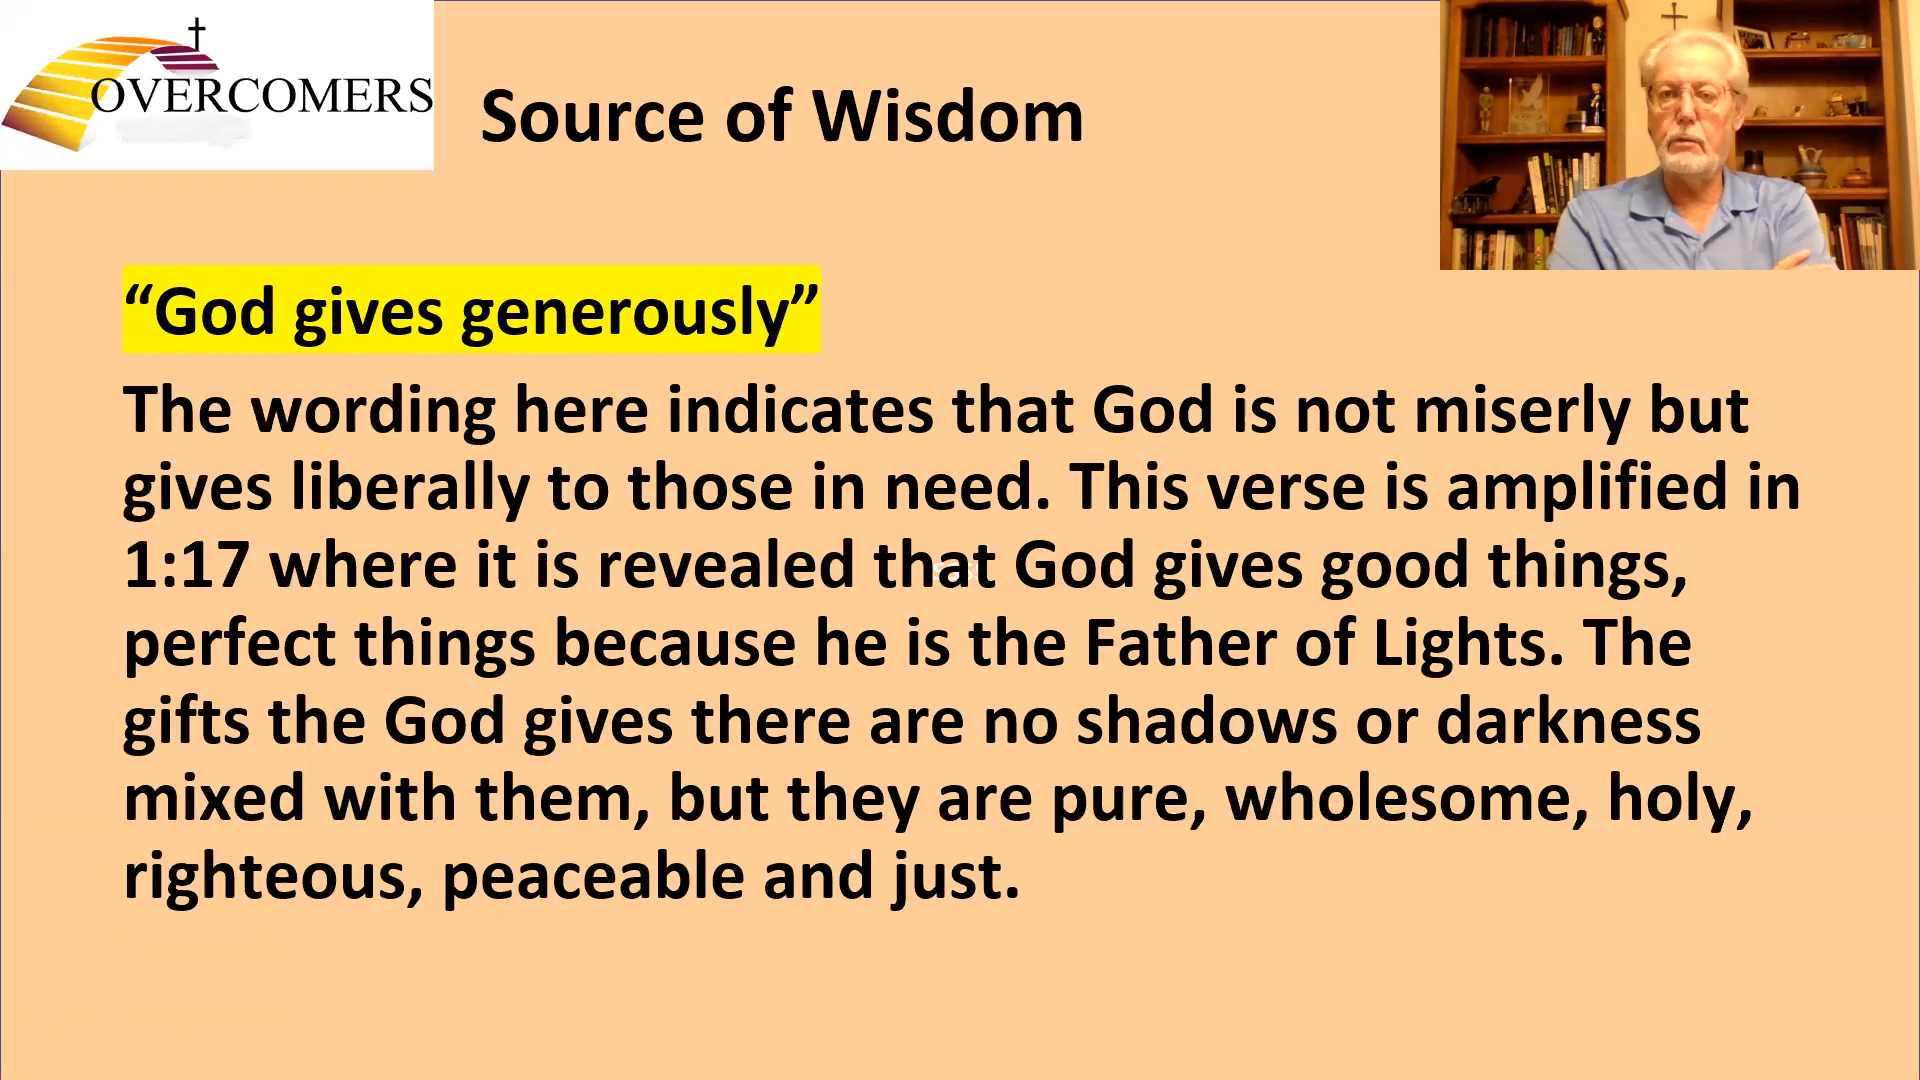 OVERCOMERS
Source of Wisdom
“God gives generously”
The wording here indicates that God is not miserly but
gives liberally to those in need. This verse is amplified in
1:17 where it is revealed that God gives good things,
perfect things because he is the Father of Lights. The
gifts the God gives there are no shadows or darkness
mixed with them, but they are pure, wholesome, holy,
righteous, peaceable and just.